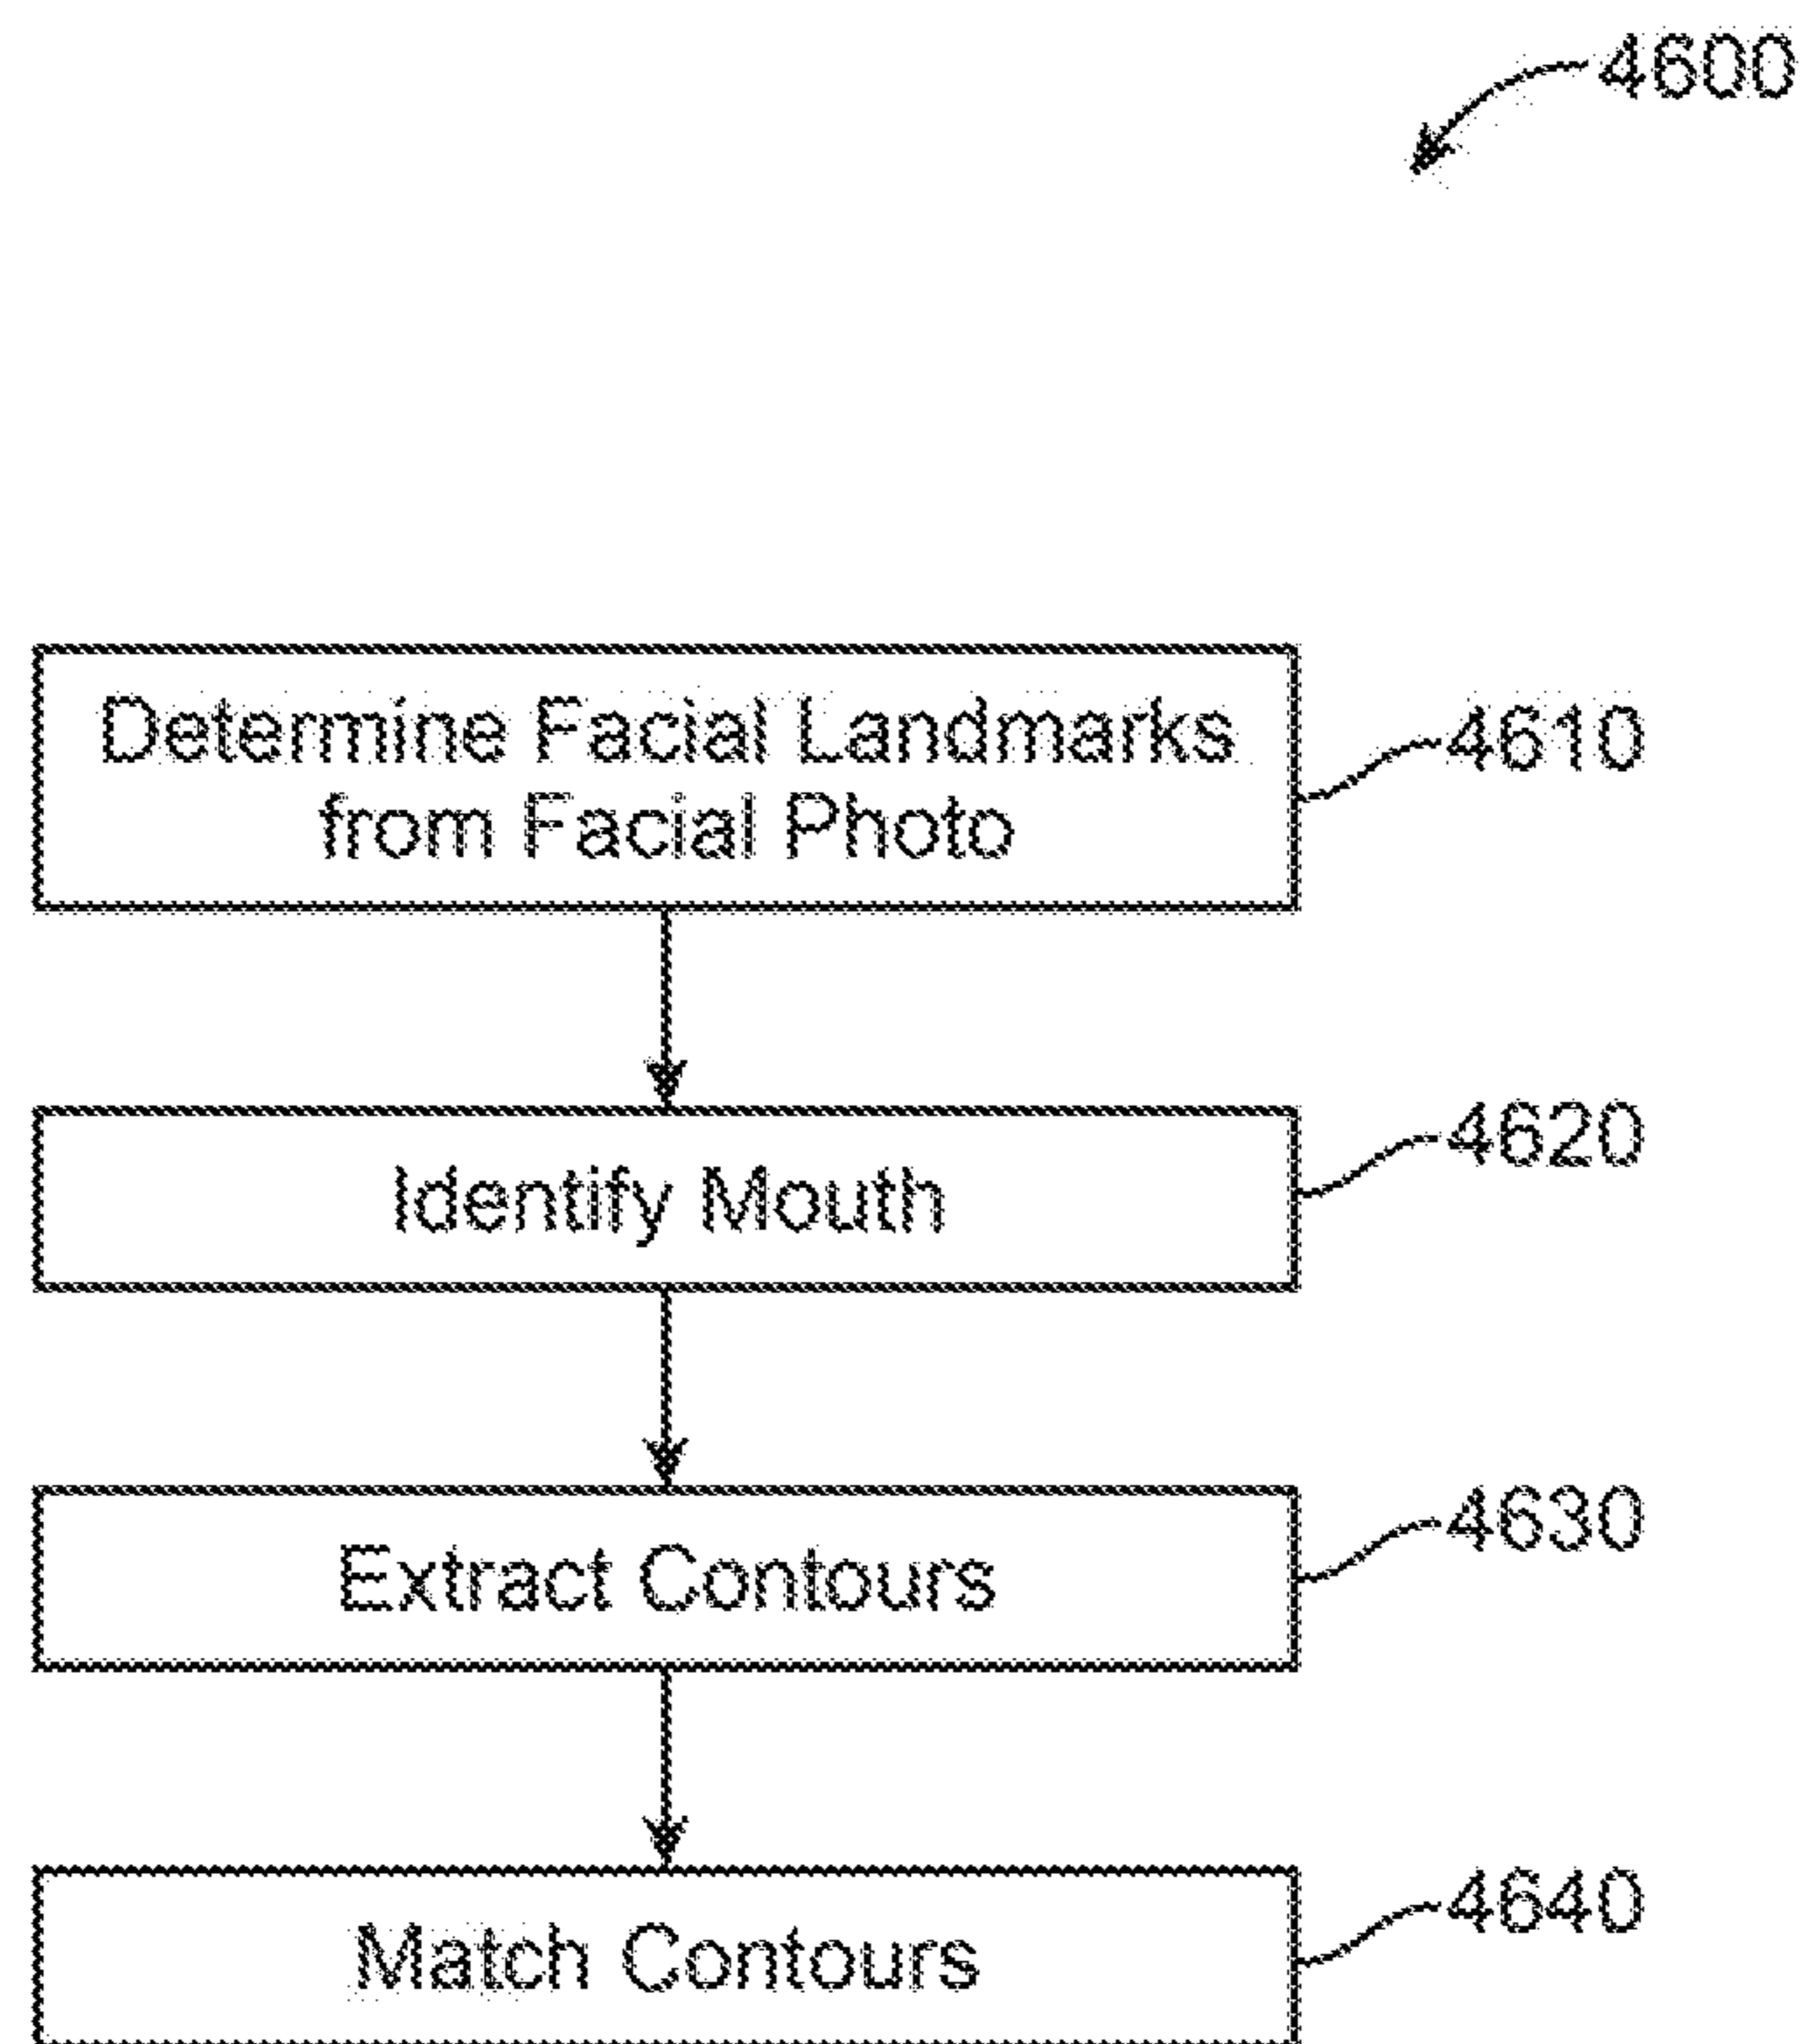 4600
Determine Facial Landmarks
from Facial Photo
4610
Identify Mouth
4620
Extract Contours
4630
Match Contours
4640